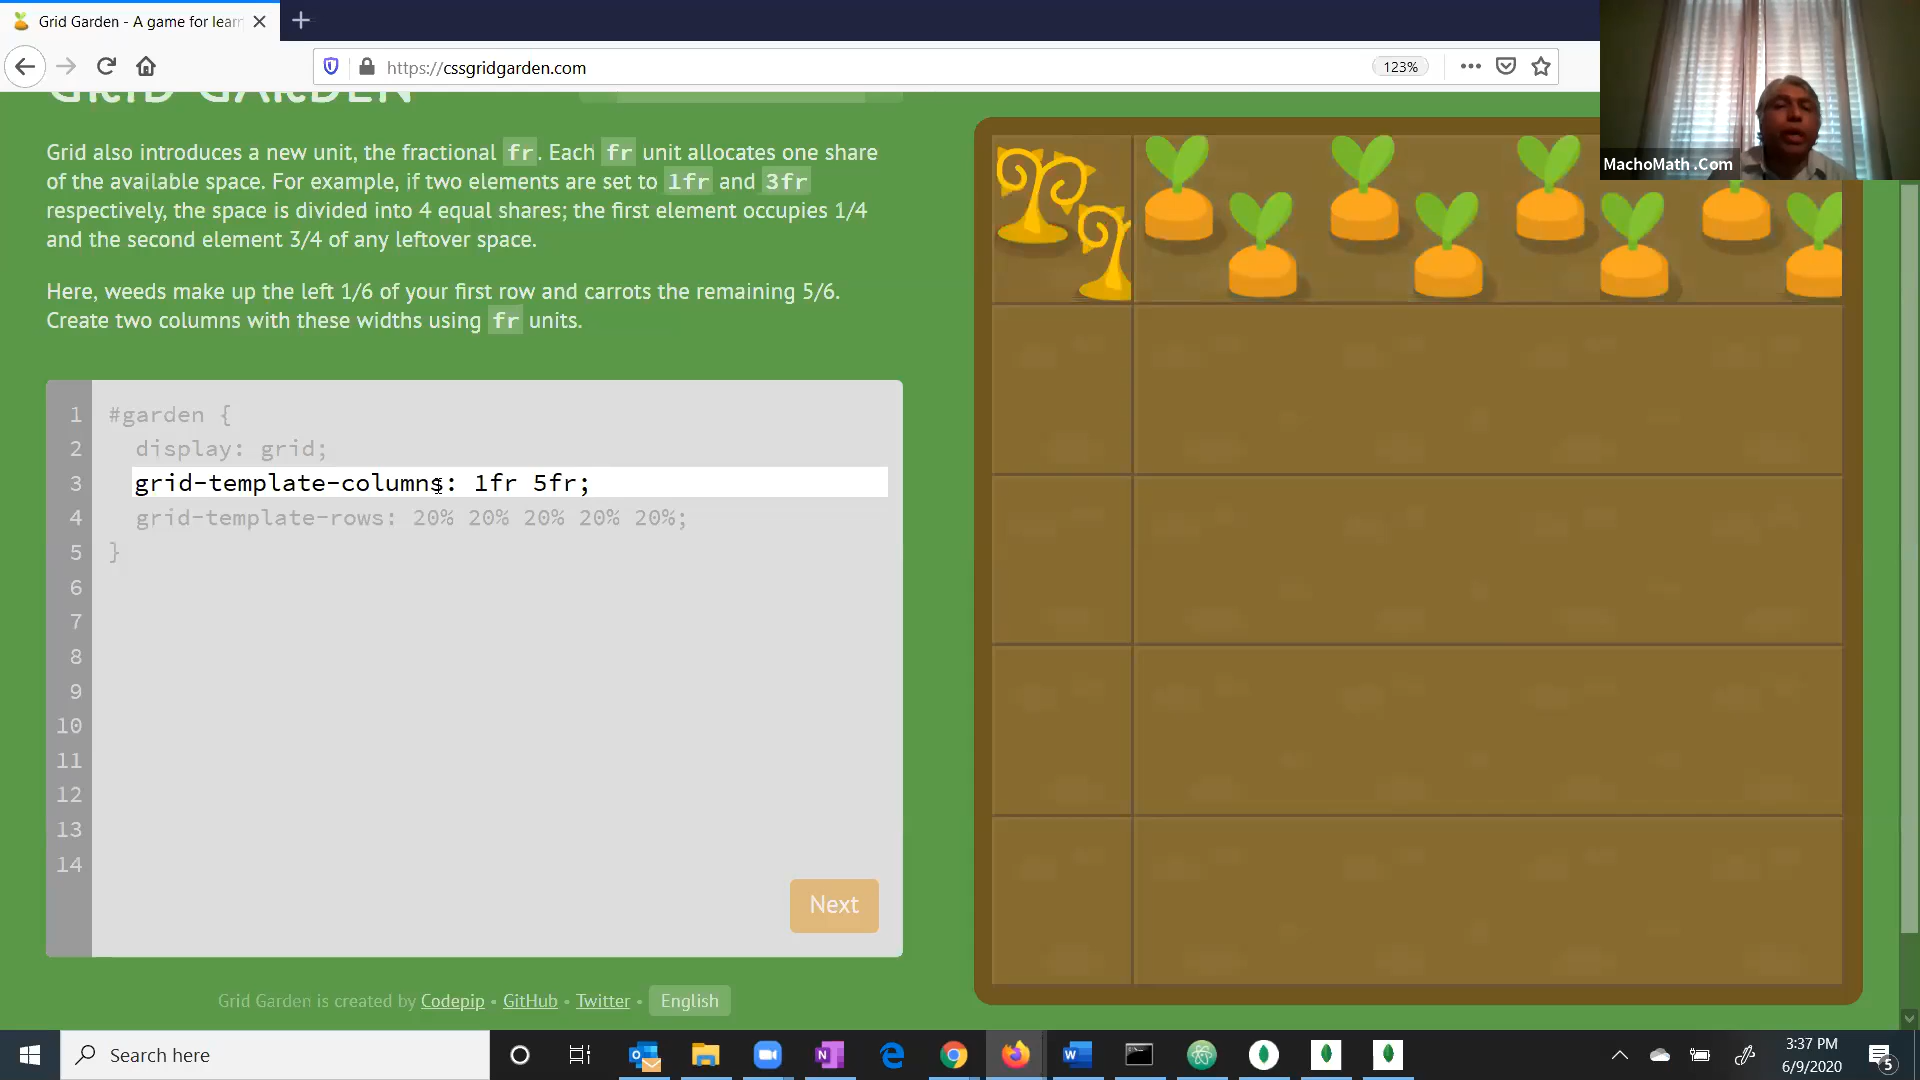 Grid Garden - A game for learn
https://cssgridgarden.com
123%
MachoMath.Com
GRID GARDEN
Grid also introduces a new unit, the fractional fr. Each fr unit allocates one share
of the available space. For example, if two elements are set to 1fr and 3fr
respectively, the space is divided into 4 equal shares; the first element occupies 1/4
and the second element 3/4 of any leftover space.
Here, weeds make up the left 1/6 of your first row and carrots the remaining 5/6.
Create two columns with these widths using fr units.
1 #garden {
2 display: grid;
3 grid-template-columns: 1fr 5fr;
4 grid-template-rows: 20% 20% 20% 20% 20%;
5 }
6
7
8
9
10
11
12
13
14
Next
Grid Garden is created by Codepip • GitHub • Twitter • English
Search here
3:37 PM
6/9/2020
5